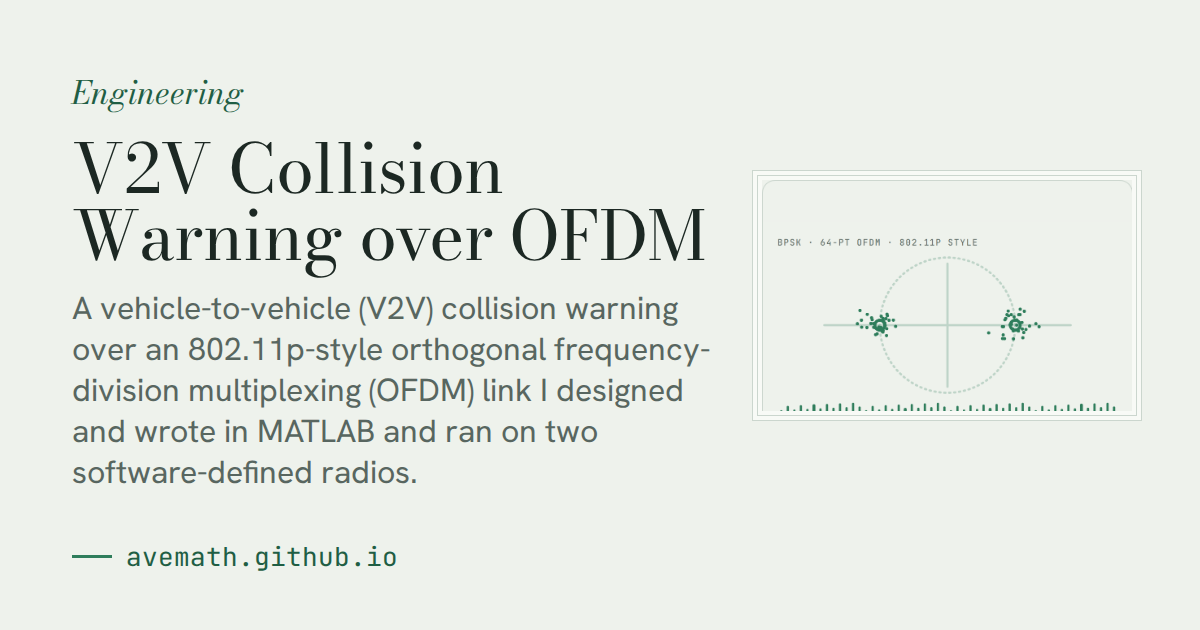 Engineering
V2V Collision
Warning over OFDM
A vehicle-to-vehicle (V2V) collision warning
over an 802.11p-style orthogonal frequency-
division multiplexing (OFDM) link I designed
and wrote in MATLAB and ran on two
software-defined radios.
avemath.github.io
BPSK · 64-PT OFDM · 802.11P STYLE